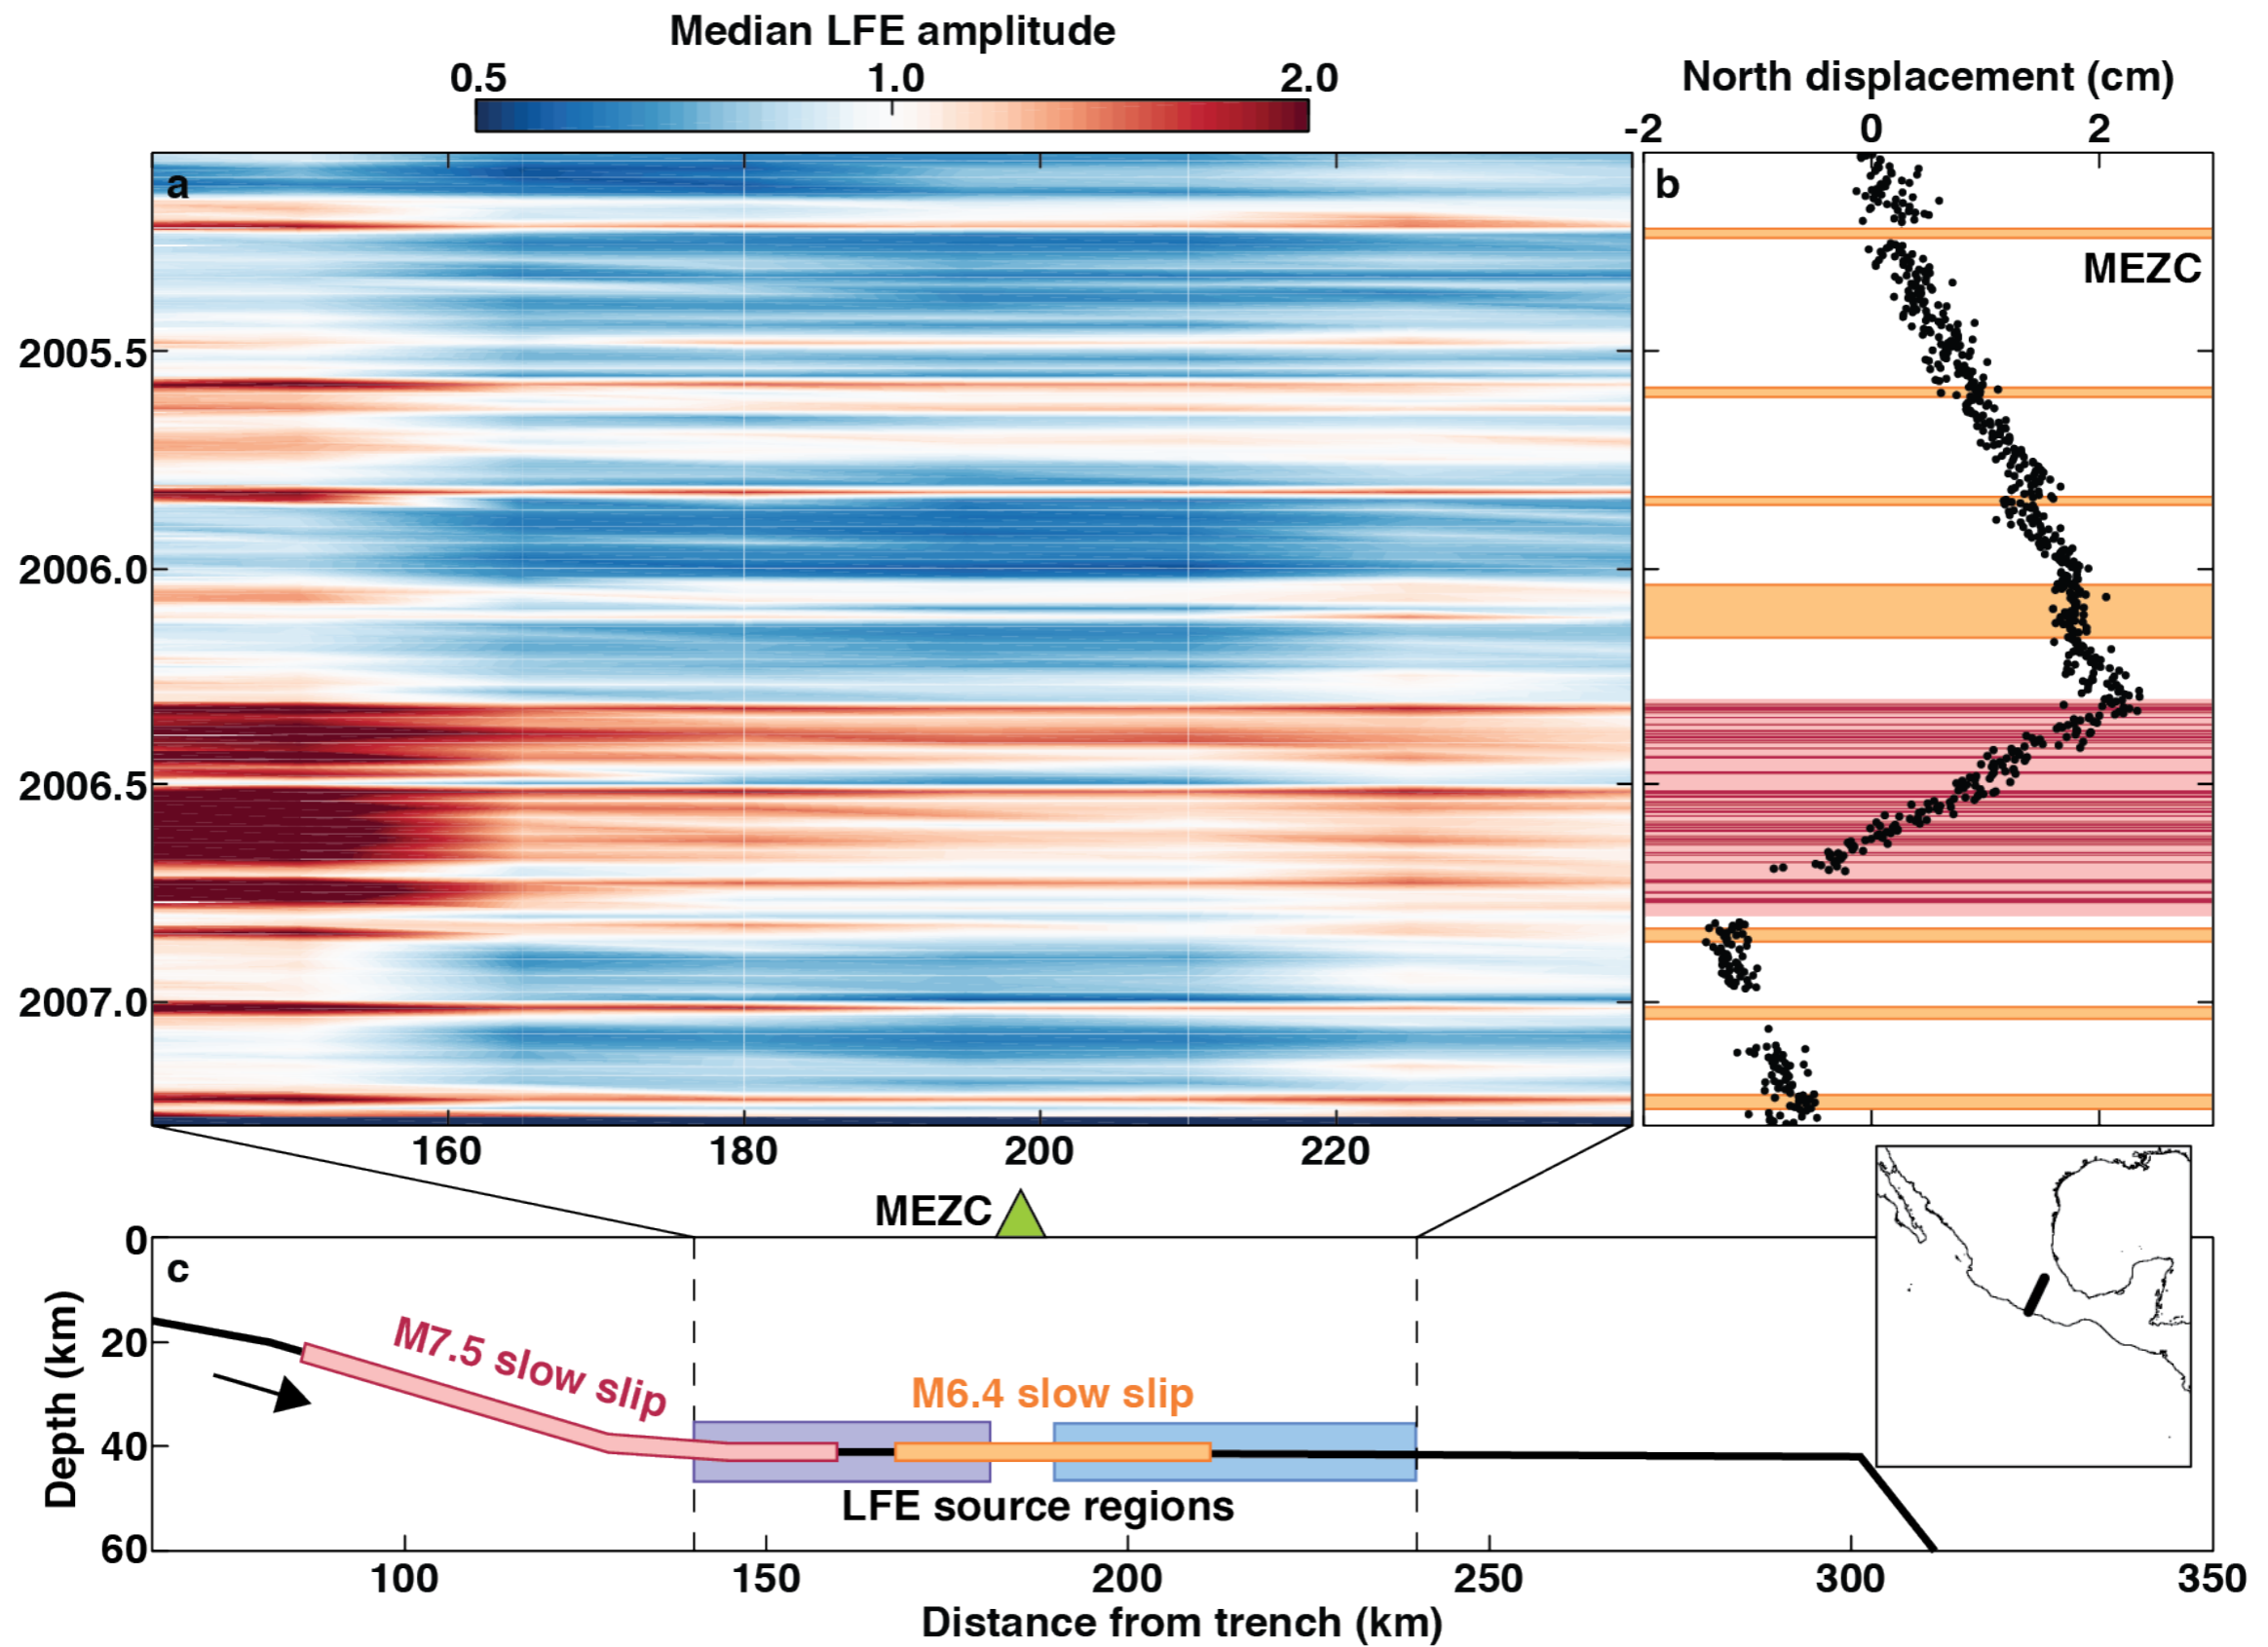 Median LFE amplitude
0.5 1.0 2.0
North displacement (cm)
-2 0 2
a
b
MEZC
2005.5
2006.0
2006.5
2007.0
160 180 200 220
MEZC
c
0
20
40
60
Depth (km)
M7.5 slow slip
M6.4 slow slip
LFE source regions
100 150 200 250 300 350
Distance from trench (km)